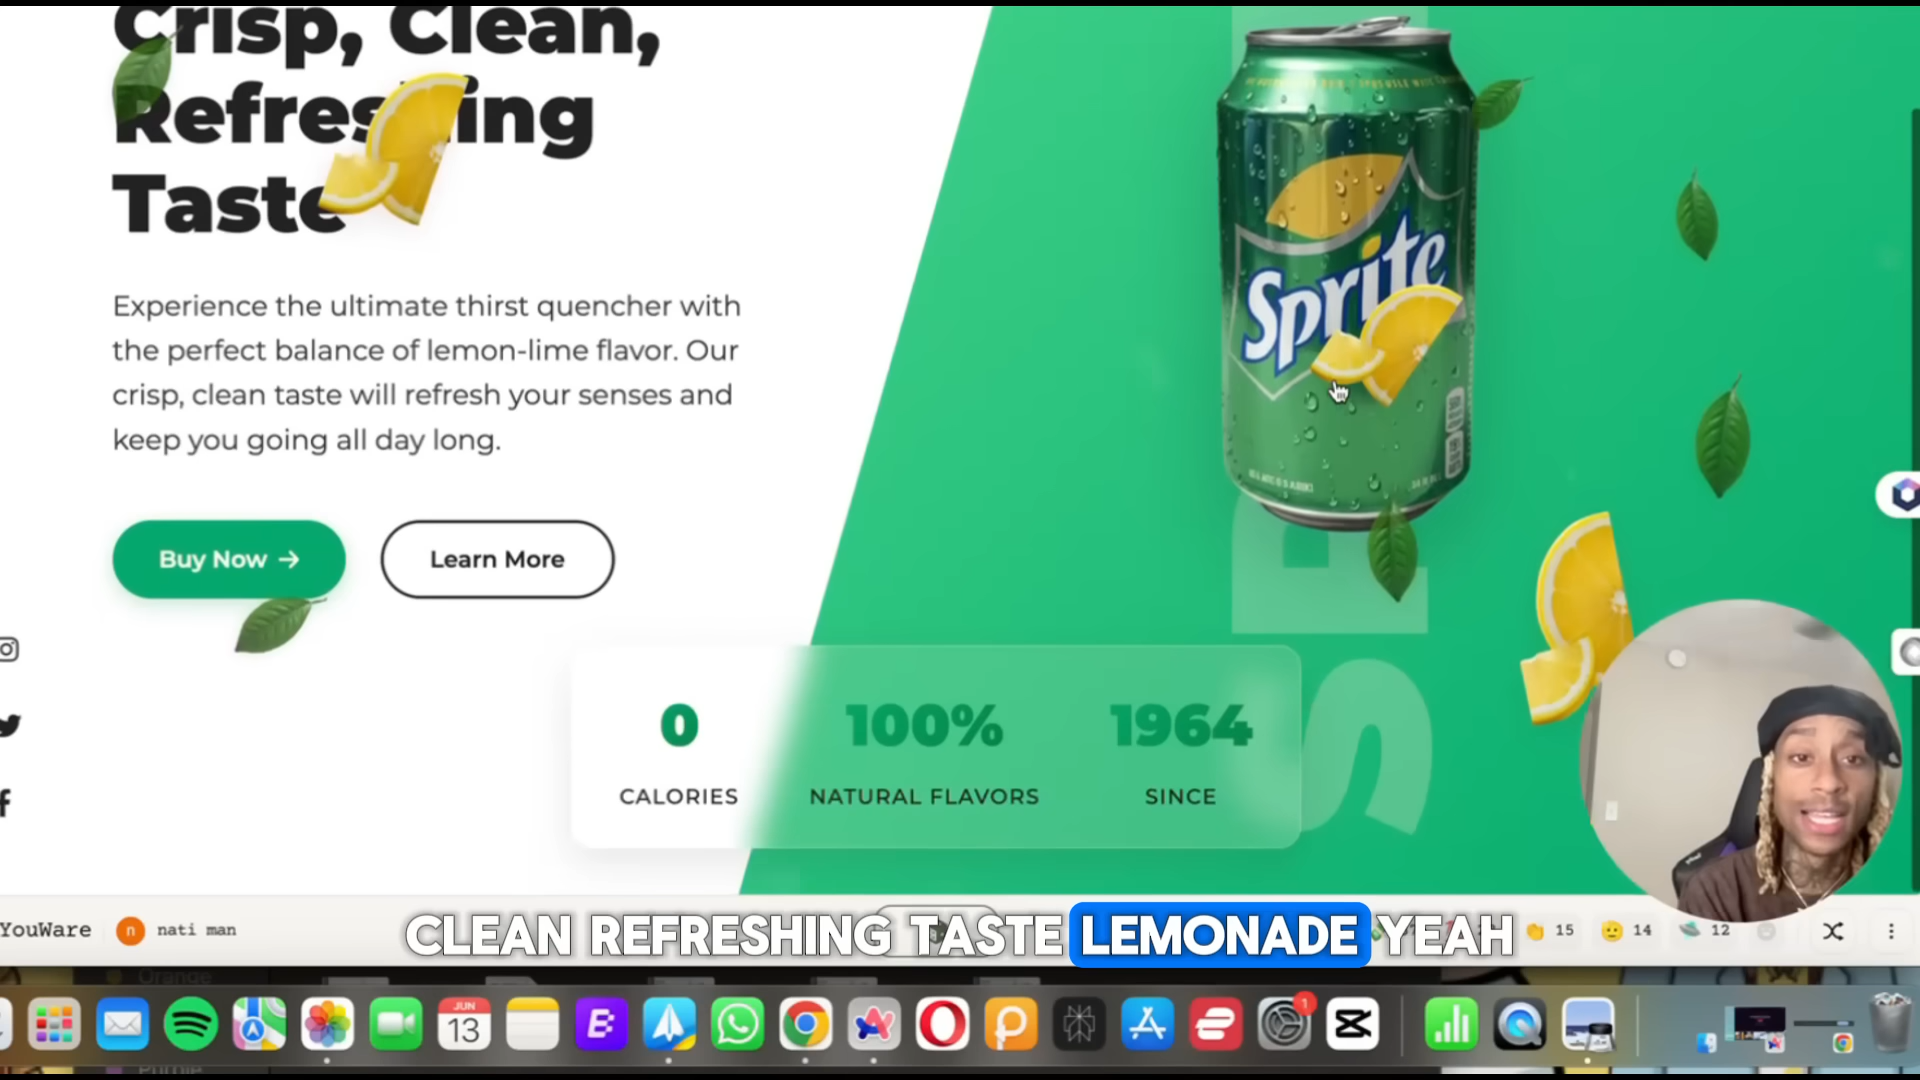 Crisp, Clean,
Refreshing
Taste
Experience the ultimate thirst quencher with
the perfect balance of lemon-lime flavor. Our
crisp, clean taste will refresh your senses and
keep you going all day long.
Buy Now →
Learn More
Sprite
0
CALORIES
100%
NATURAL FLAVORS
1964
SINCE
YouWare
n
nati man
CLEAN REFRESHING TASTE LEMONADE YEAH
15
14
12
Orange
Purple
JUN
13
1